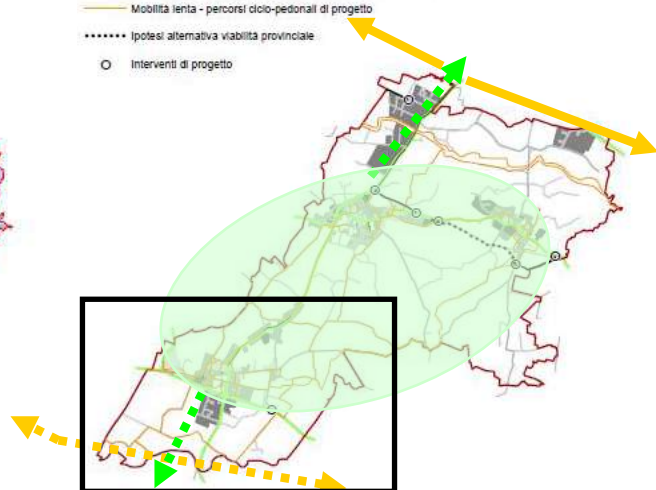 Mobilità lenta - percorsi ciclo-pedonali di progetto
Ipotesi alternativa viabilità provinciale
Interventi di progetto